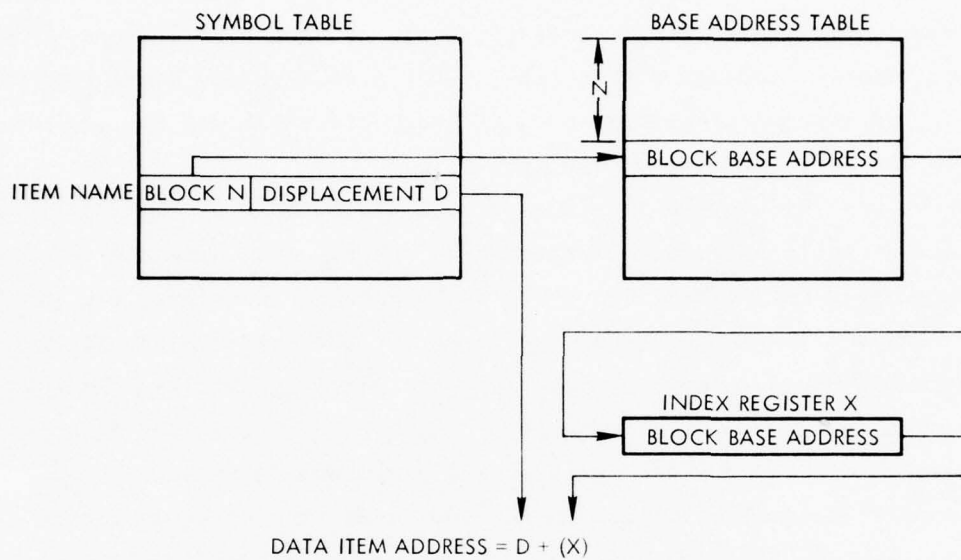 SYMBOL TABLE
BASE ADDRESS TABLE
N
BLOCK BASE ADDRESS
ITEM NAME
BLOCK N
DISPLACEMENT D
INDEX REGISTER X
BLOCK BASE ADDRESS
DATA ITEM ADDRESS = D + (X)